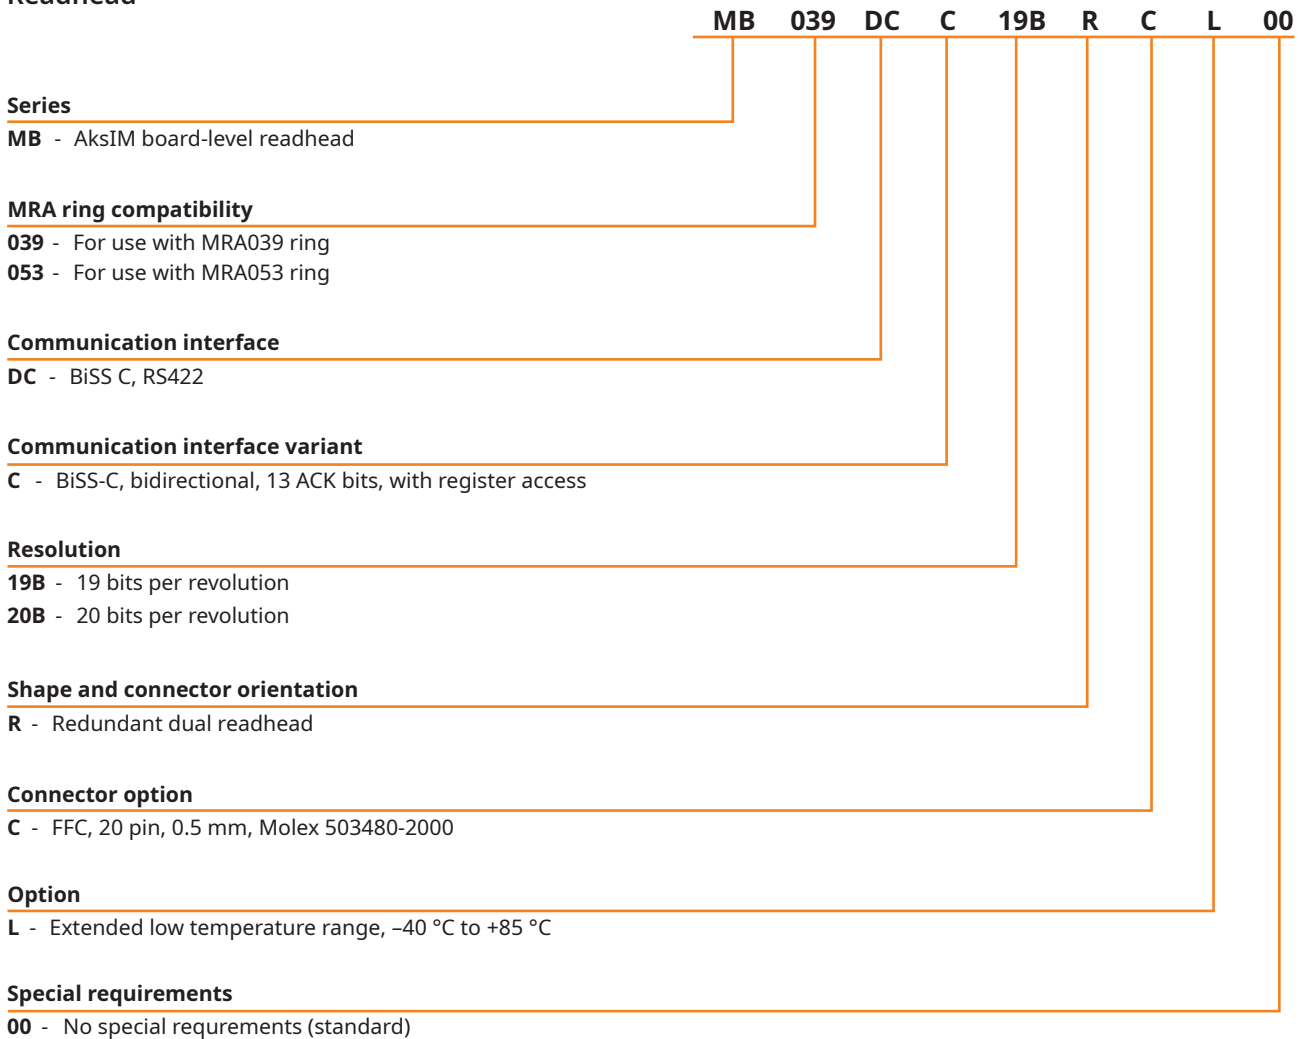 Readhead
MB 039 DC C 19B R C L 00
Series
MB - AksIM board-level readhead
MRA ring compatibility
039 - For use with MRA039 ring
053 - For use with MRA053 ring
Communication interface
DC - BiSS C, RS422
Communication interface variant
C - BiSS-C, bidirectional, 13 ACK bits, with register access
Resolution
19B - 19 bits per revolution
20B - 20 bits per revolution
Shape and connector orientation
R - Redundant dual readhead
Connector option
C - FFC, 20 pin, 0.5 mm, Molex 503480-2000
Option
L - Extended low temperature range, –40 °C to +85 °C
Special requirements
00 - No special requrements (standard)